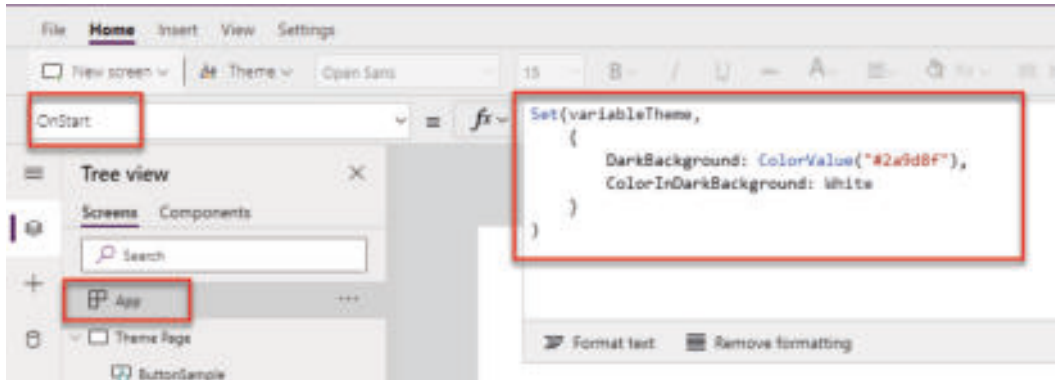 File Home Insert View Settings
New screen Theme Open Sans 15 B / U A
OnStart = fx Set(variableTheme,
{
DarkBackground: ColorValue("#2a9d8f"),
ColorInDarkBackground: White
}
)
Tree view
Screens Components
Search
App ...
Theme Page
ButtonSample
Format text Remove formatting